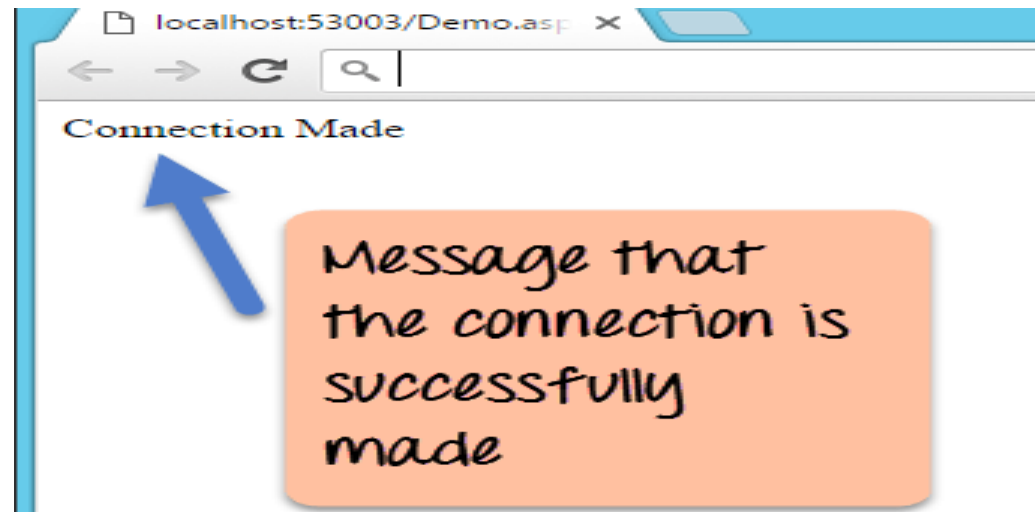 localhost:53003/Demo.asp
Connection Made
Message that
the connection is
successfully
made